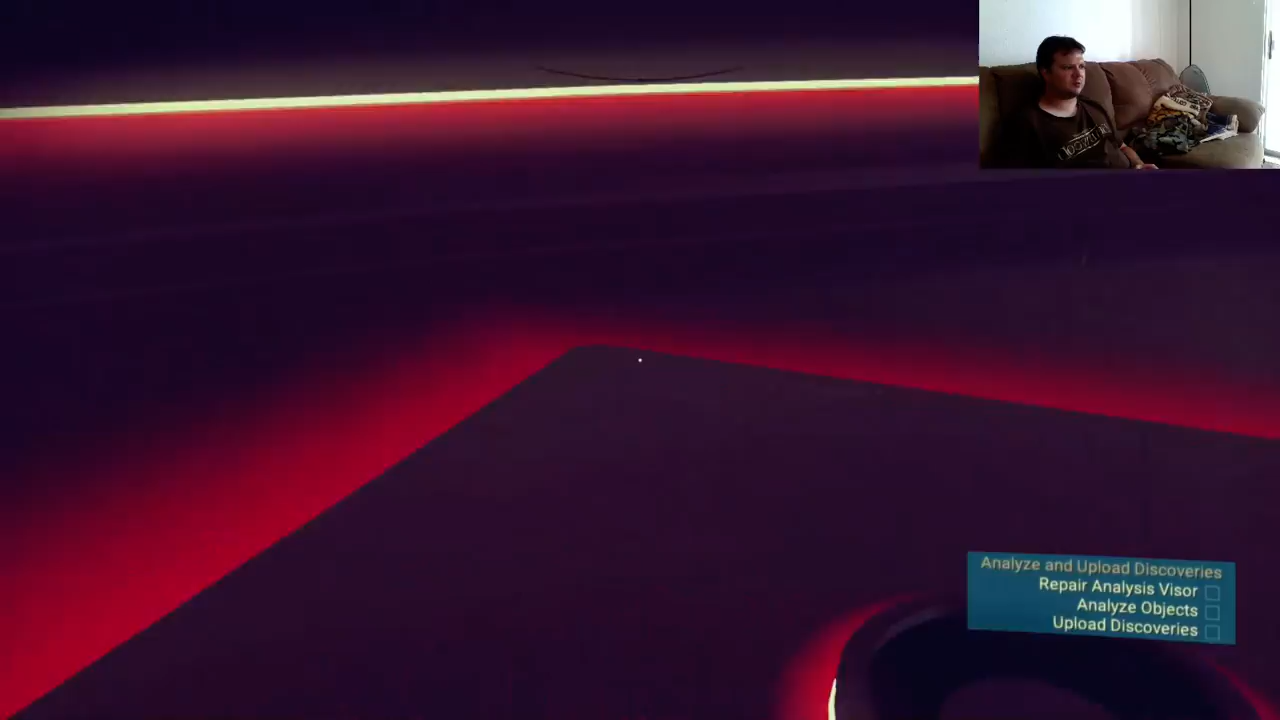 Analyze and Upload Discoveries
Repair Analysis Visor
Analyze Objects
Upload Discoveries